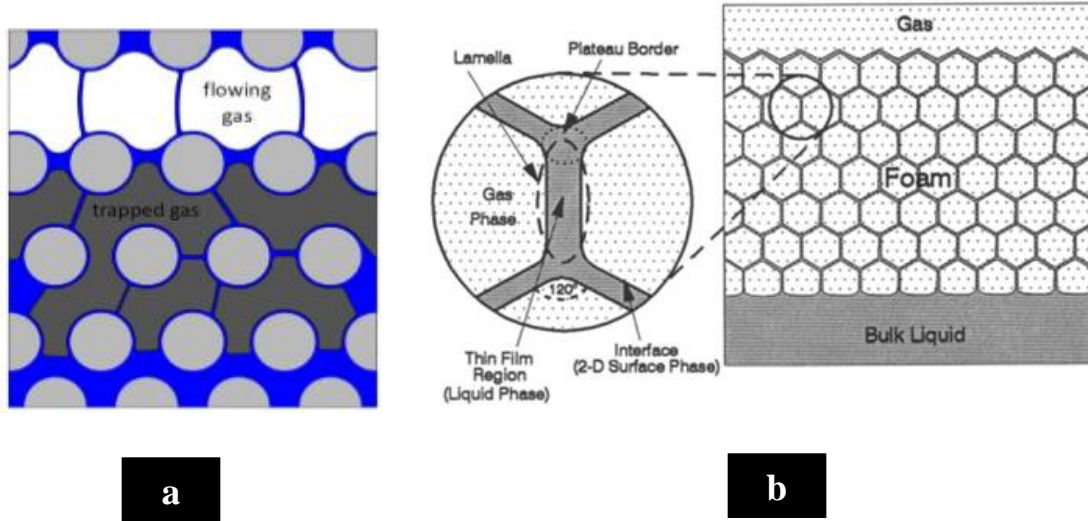 flowing
gas
trapped gas
a
Lamella
Plateau Border
Gas
Phase
120°
Thin Film
Region
(Liquid Phase)
Interface
(2-D Surface Phase)
Gas
Foam
Bulk Liquid
b